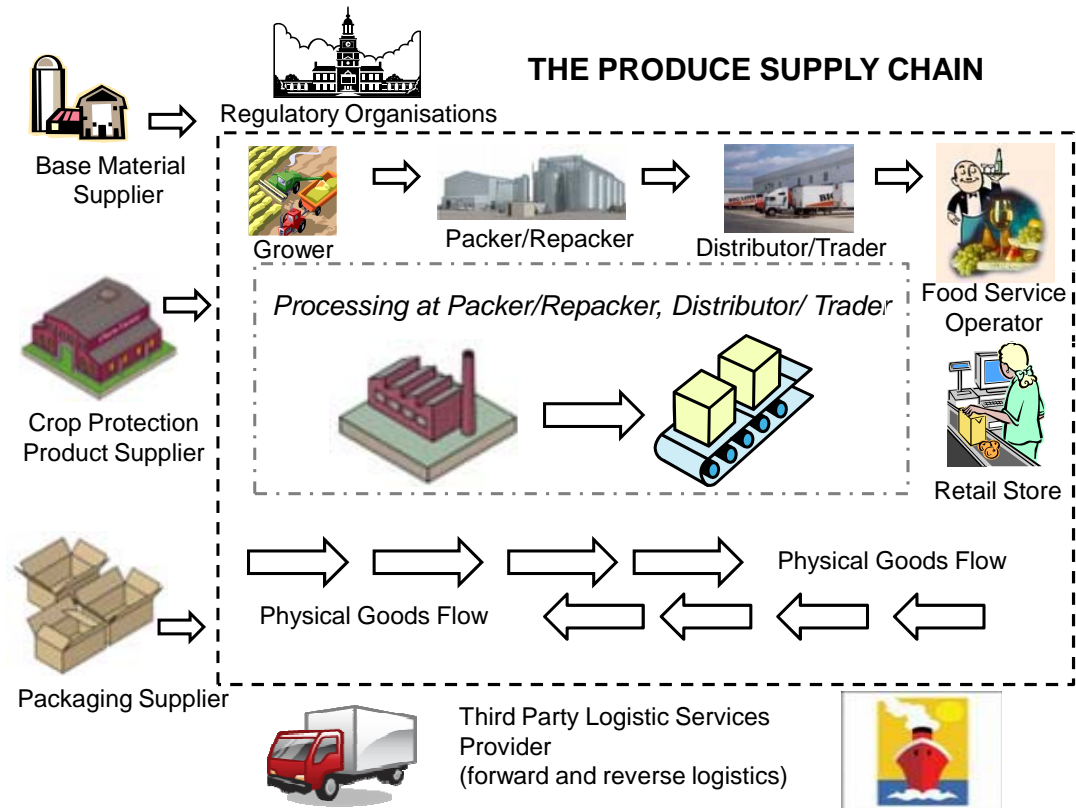 THE PRODUCE SUPPLY CHAIN
Regulatory Organisations
Base Material
Supplier
Grower
Packer/Repacker
Distributor/Trader
Food Service
Operator
Processing at Packer/Repacker, Distributor/ Trader
Crop Protection
Product Supplier
Retail Store
Physical Goods Flow
Physical Goods Flow
Packaging Supplier
Third Party Logistic Services
Provider
(forward and reverse logistics)